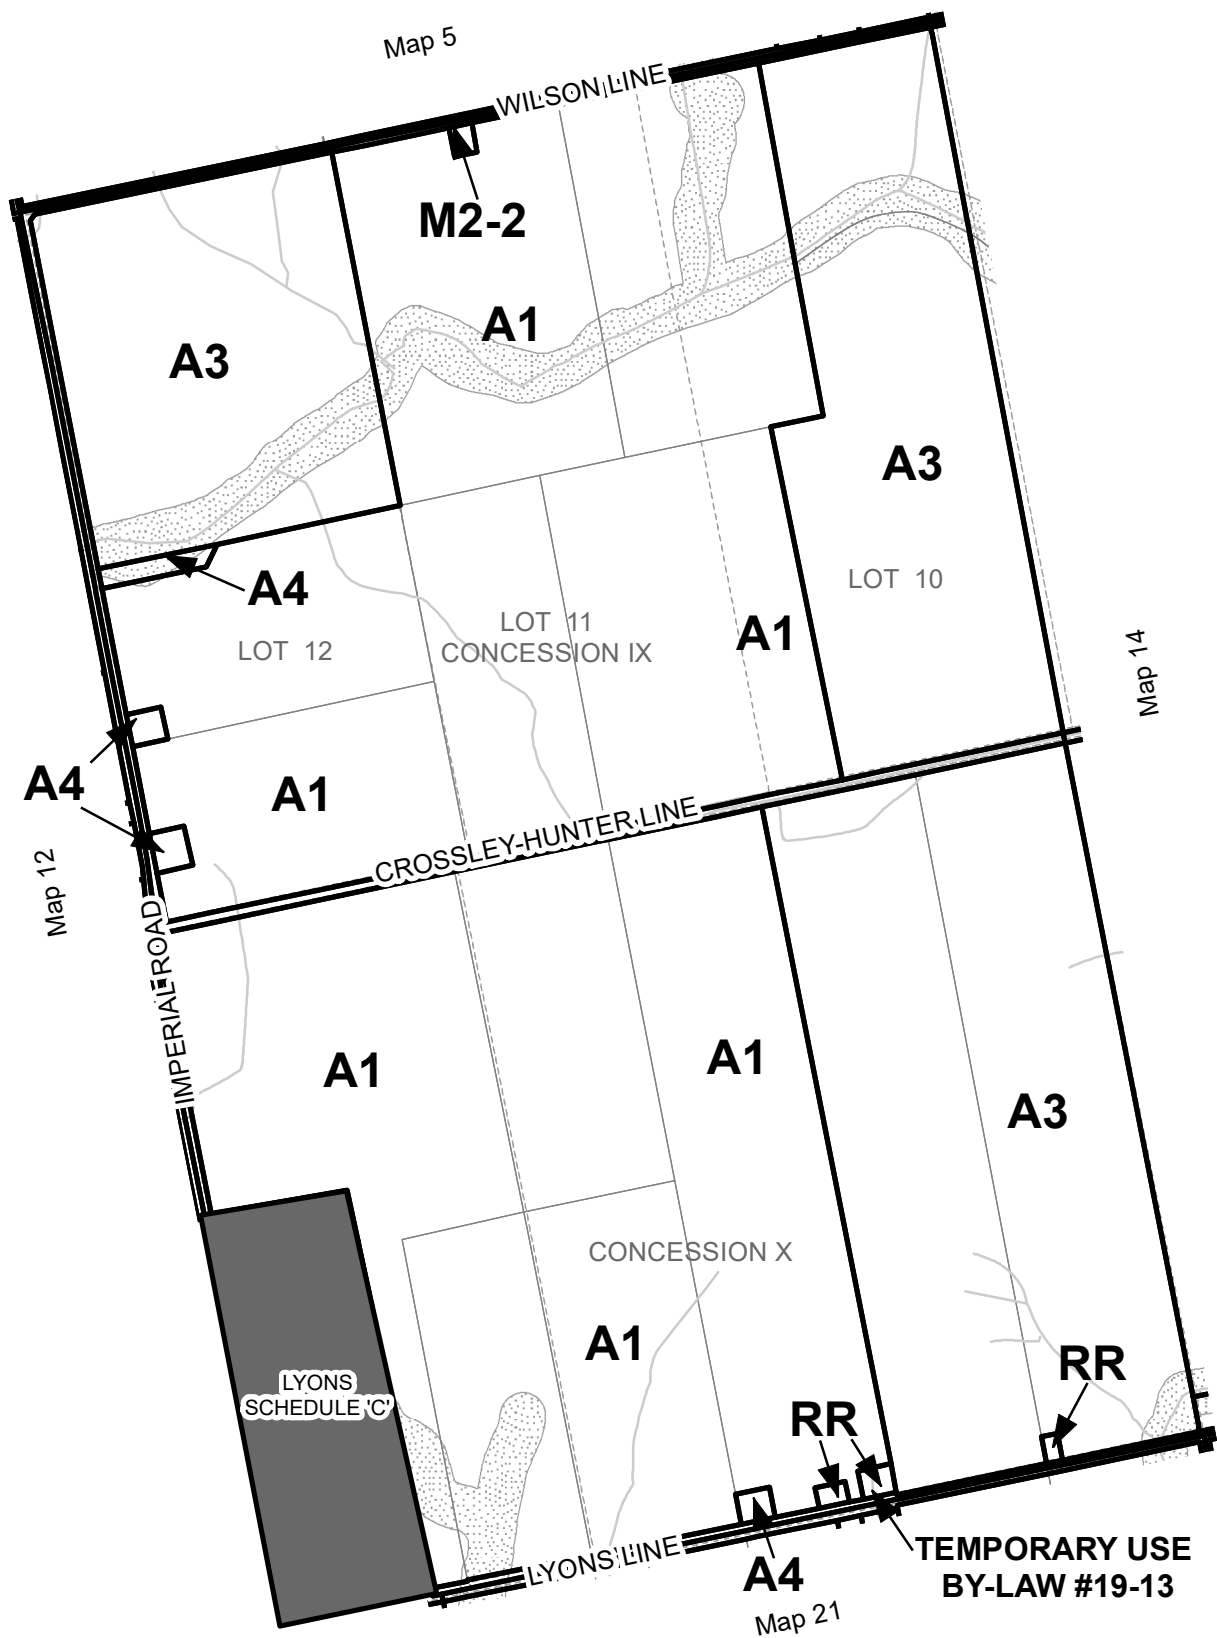 Map 5
WILSON LINE
M2-2
A1
A3
A3
A4
LOT 10
LOT 12
LOT 11
CONCESSION IX
A1
Map 14
A4
A1
CROSSLEY-HUNTER LINE
Map 12
IMPERIAL ROAD
A1
A1
A3
CONCESSION X
A1
LYONS
SCHEDULE 'C'
RR
RR
LYONS LINE
A4
TEMPORARY USE
BY-LAW #19-13
Map 21